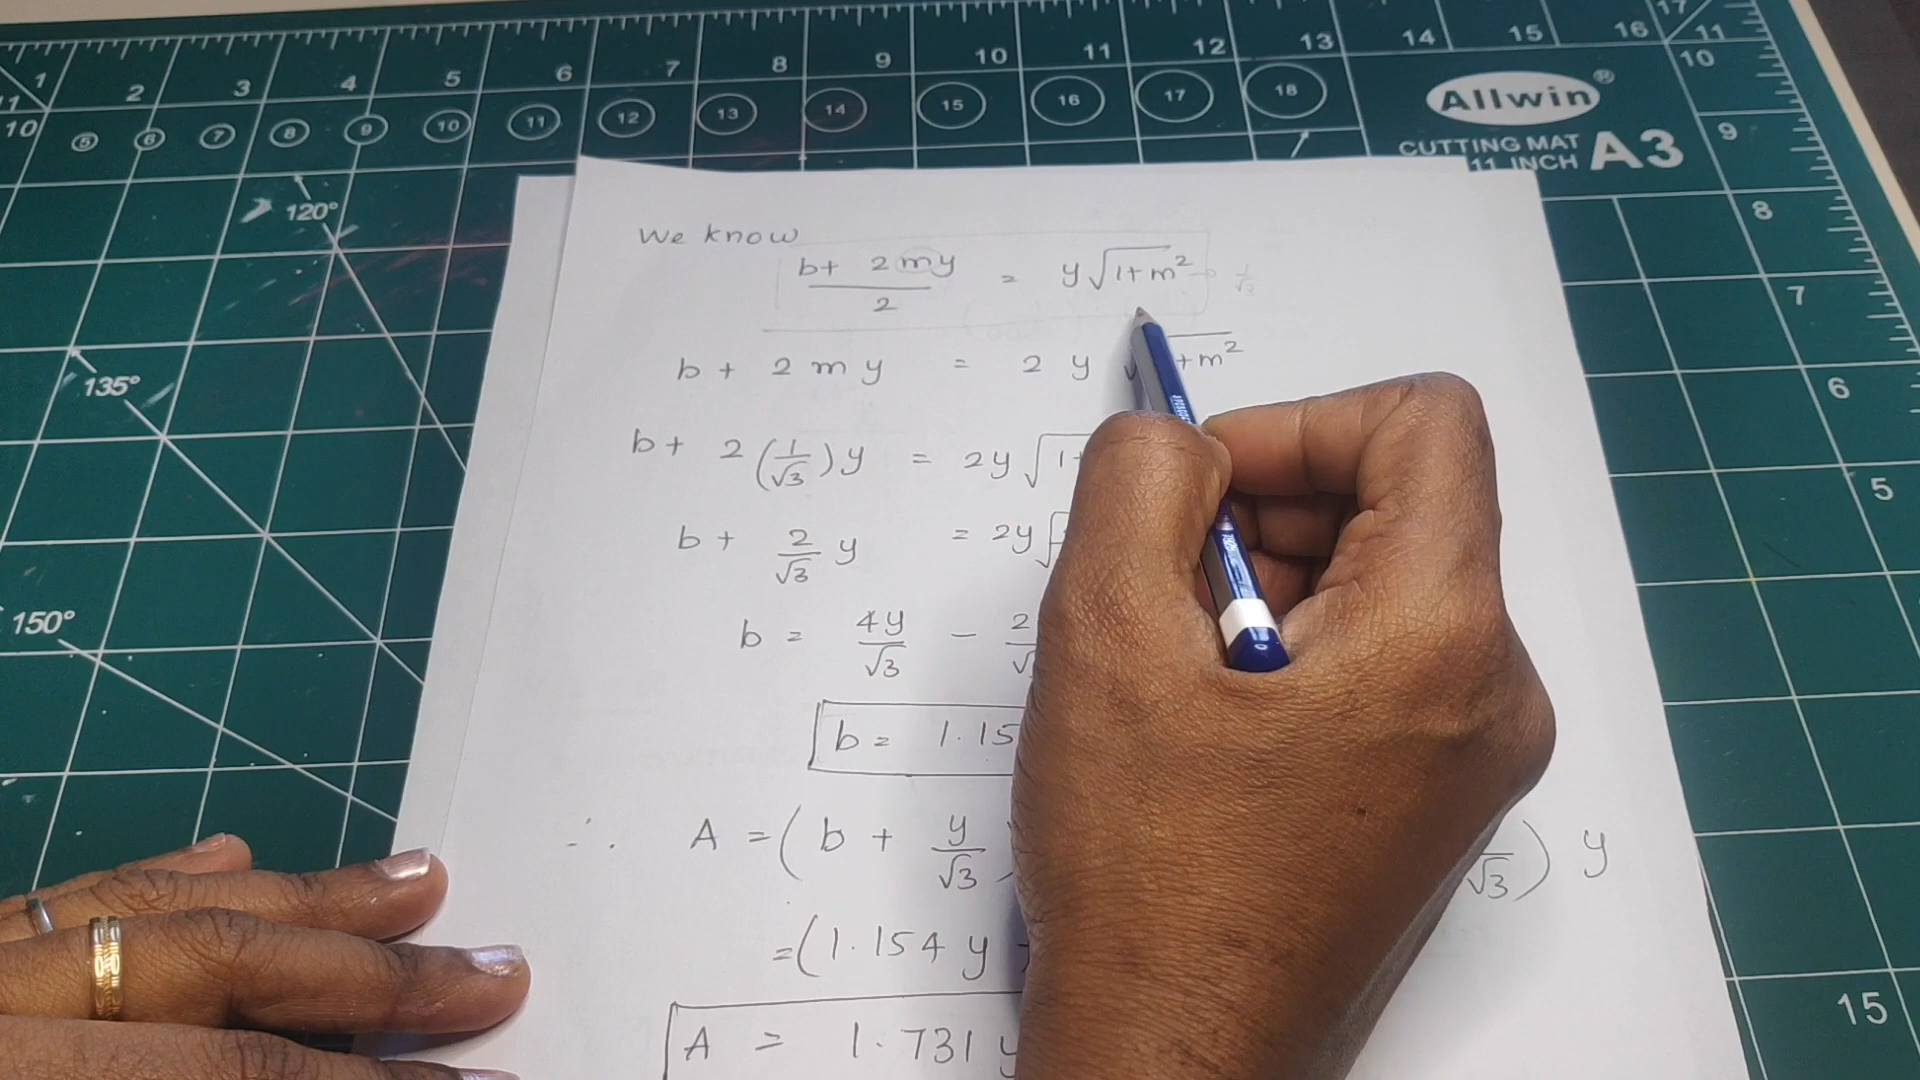 1 2 3 4 5 6 7 8 9 10 11 12 13 14 15 16 17
11 10 5 6 7 8 9 10 11 12 13 14 15 16 17 18
Allwin®
CUTTING MAT A3
11 INCH
11
10
9
8
7
6
5
15
120°
135°
150°
We know
(b + 2my)/2 = y√(1+m²) 1/√3
b + 2 m y = 2 y √ +m²
b + 2(1/√3)y = 2y√1+
b + 2/√3 y = 2y√
b = 4y/√3 - 2/√
b = 1.15
∴ A = (b + y/√3) √3) y
= (1.154 y
A = 1.731 y